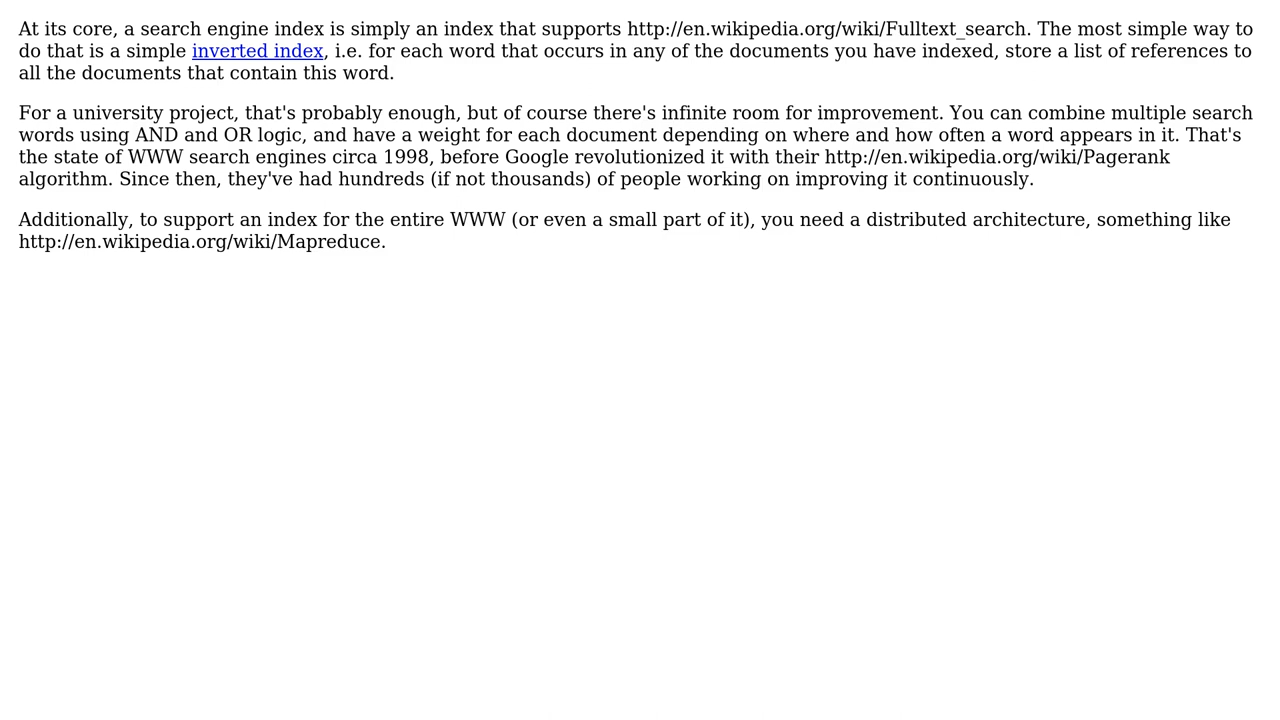 At its core, a search engine index is simply an index that supports http://en.wikipedia.org/wiki/Fulltext_search. The most simple way to
do that is a simple inverted index, i.e. for each word that occurs in any of the documents you have indexed, store a list of references to
all the documents that contain this word.
For a university project, that's probably enough, but of course there's infinite room for improvement. You can combine multiple search
words using AND and OR logic, and have a weight for each document depending on where and how often a word appears in it. That's
the state of WWW search engines circa 1998, before Google revolutionized it with their http://en.wikipedia.org/wiki/Pagerank
algorithm. Since then, they've had hundreds (if not thousands) of people working on improving it continuously.
Additionally, to support an index for the entire WWW (or even a small part of it), you need a distributed architecture, something like
http://en.wikipedia.org/wiki/Mapreduce.